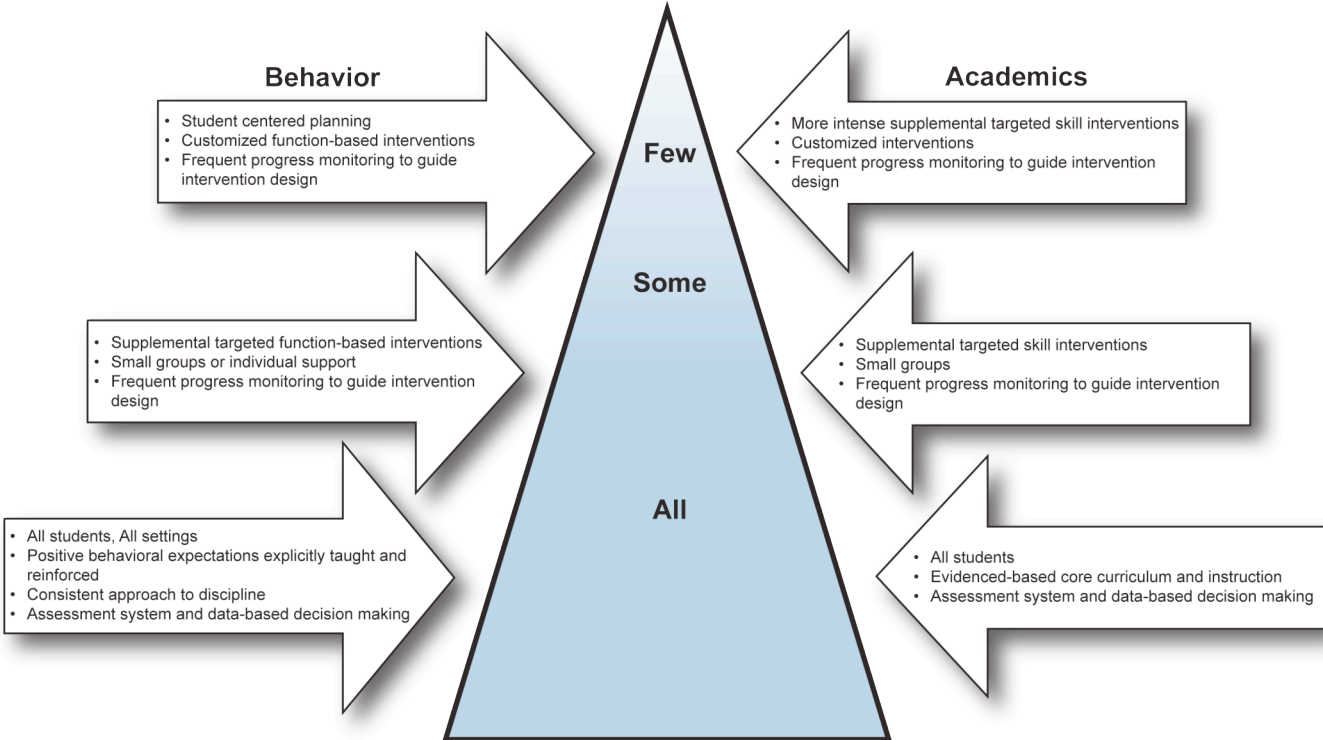 Behavior
• Student centered planning
• Customized function-based interventions
• Frequent progress monitoring to guide
intervention design
Few
Academics
• More intense supplemental targeted skill interventions
• Customized interventions
• Frequent progress monitoring to guide intervention
design
• Supplemental targeted function-based interventions
• Small groups or individual support
• Frequent progress monitoring to guide intervention
design
Some
• Supplemental targeted skill interventions
• Small groups
• Frequent progress monitoring to guide intervention
design
• All students, All settings
• Positive behavioral expectations explicitly taught and
reinforced
• Consistent approach to discipline
• Assessment system and data-based decision making
All
• All students
• Evidenced-based core curriculum and instruction
• Assessment system and data-based decision making